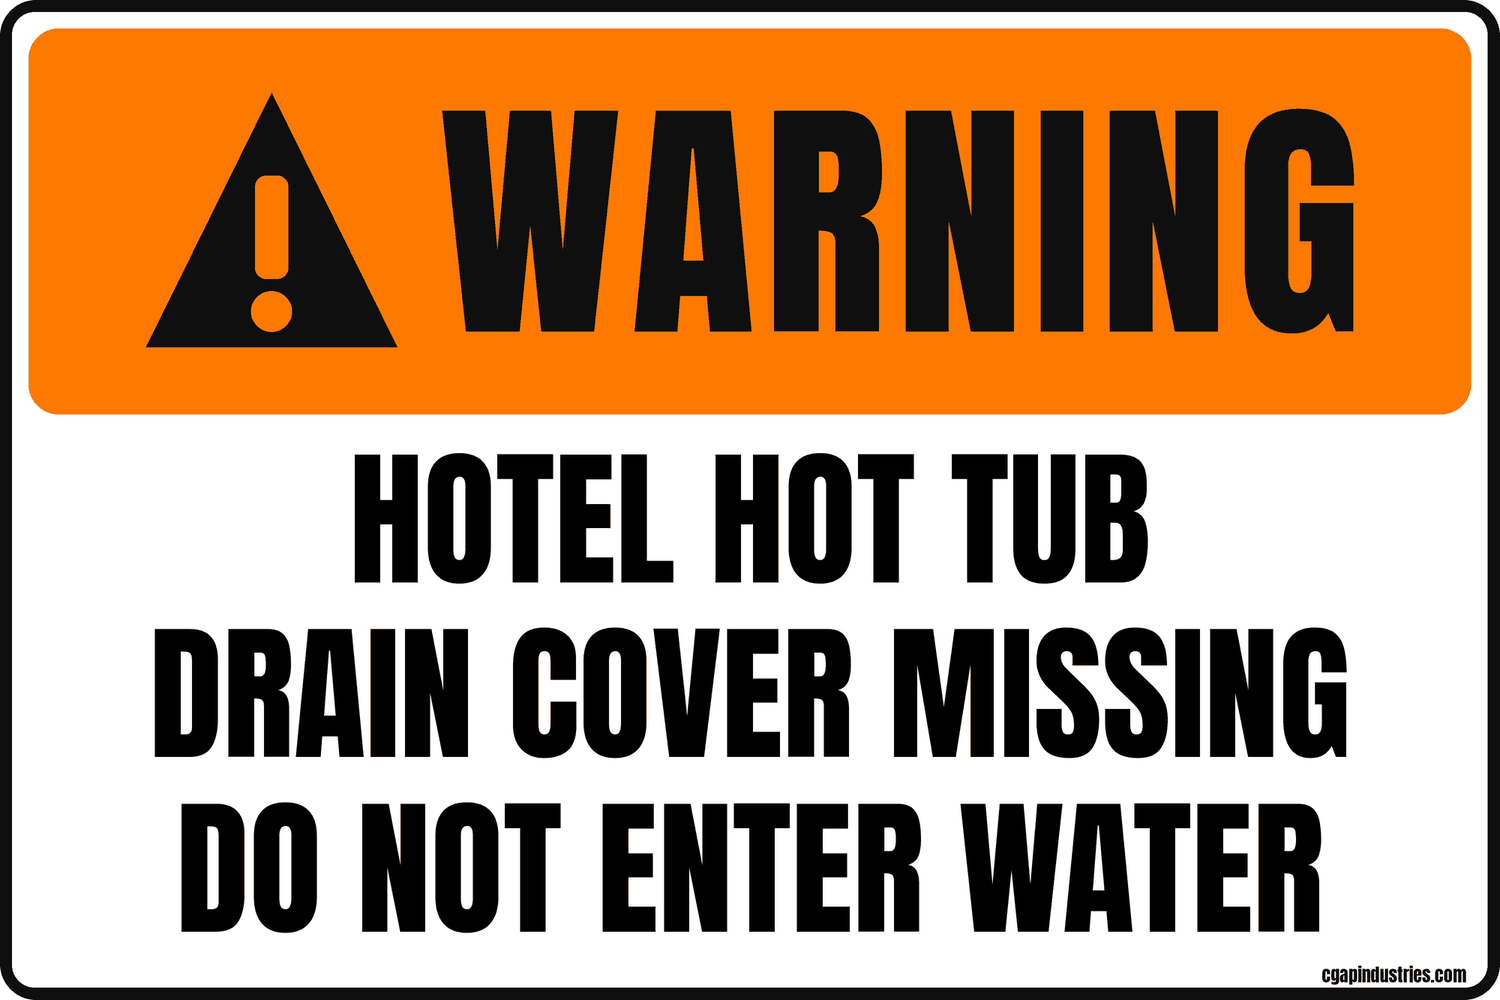 WARNING
HOTEL HOT TUB
DRAIN COVER MISSING
DO NOT ENTER WATER
cgapindustries.com